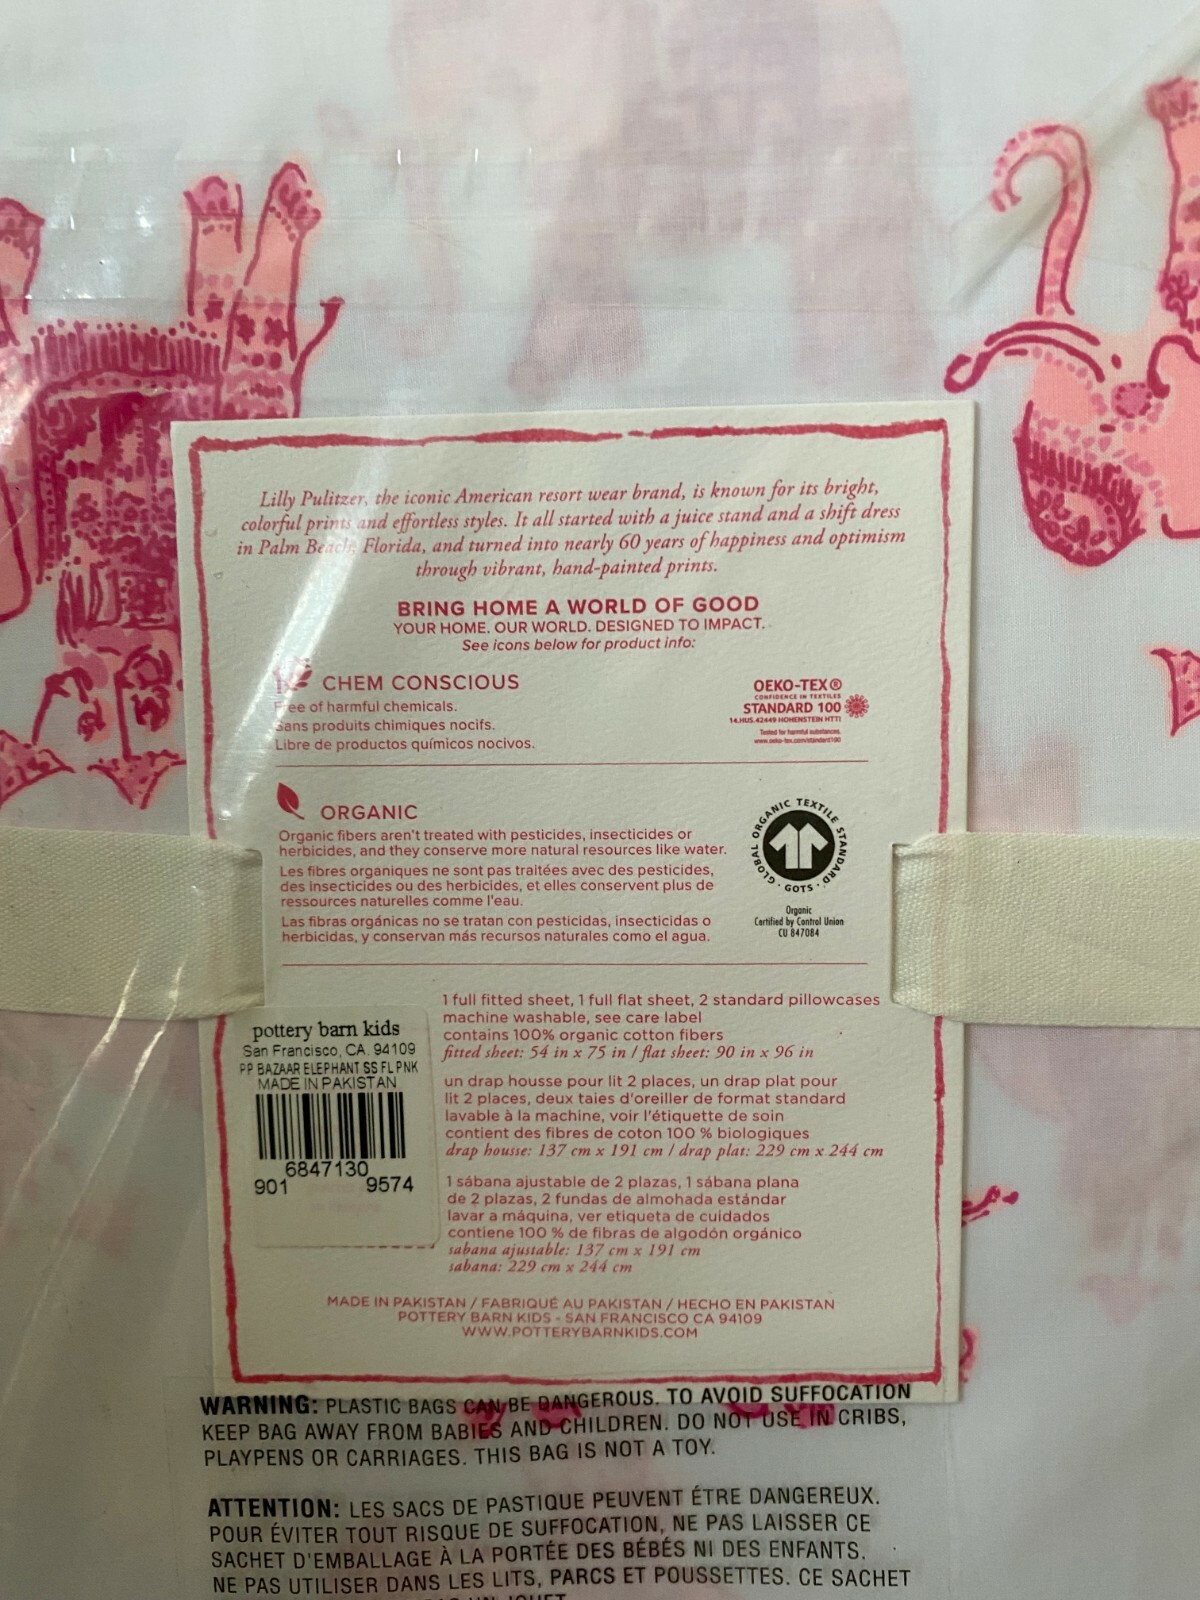 Lilly Pulitzer, the iconic American resort wear brand, is known for its bright,
colorful prints and effortless styles. It all started with a juice stand and a shift dress
in Palm Beach, Florida, and turned into nearly 60 years of happiness and optimism
through vibrant, hand-painted prints.
BRING HOME A WORLD OF GOOD
YOUR HOME. OUR WORLD. DESIGNED TO IMPACT.
See icons below for product info:
CHEM CONSCIOUS
Free of harmful chemicals.
Sans produits chimiques nocifs.
Libre de productos químicos nocivos.
OEKO-TEX®
CONFIDENCE IN TEXTILES
STANDARD 100
14.HUS.42449 HOHENSTEIN HTTI
Tested for harmful substances.
www.oeko-tex.com/standard100
ORGANIC
Organic fibers aren't treated with pesticides, insecticides or
herbicides, and they conserve more natural resources like water.
Les fibres organiques ne sont pas traitées avec des pesticides,
des insecticides ou des herbicides, et elles conservent plus de
ressources naturelles comme l'eau.
Las fibras orgánicas no se tratan con pesticidas, insecticidas o
herbicidas, y conservan más recursos naturales como el agua.
GLOBAL ORGANIC TEXTILE STANDARD
· GOTS ·
Organic
Certified by Control Union
CU 847084
1 full fitted sheet, 1 full flat sheet, 2 standard pillowcases
machine washable, see care label
contains 100% organic cotton fibers
fitted sheet: 54 in x 75 in / flat sheet: 90 in x 96 in
un drap housse pour lit 2 places, un drap plat pour
lit 2 places, deux taies d'oreiller de format standard
lavable à la machine, voir l'étiquette de soin
contient des fibres de coton 100 % biologiques
drap housse: 137 cm x 191 cm / drap plat: 229 cm x 244 cm
1 sábana ajustable de 2 plazas, 1 sábana plana
de 2 plazas, 2 fundas de almohada estándar
lavar a máquina, ver etiqueta de cuidados
contiene 100 % de fibras de algodón orgánico
sabana ajustable: 137 cm x 191 cm
sabana: 229 cm x 244 cm
pottery barn kids
San Francisco, CA. 94109
PP BAZAAR ELEPHANT SS FL PNK
MADE IN PAKISTAN
6847130
901 9574
MADE IN PAKISTAN / FABRIQUÉ AU PAKISTAN / HECHO EN PAKISTAN
POTTERY BARN KIDS - SAN FRANCISCO CA 94109
WWW.POTTERYBARNKIDS.COM
WARNING: PLASTIC BAGS CAN BE DANGEROUS. TO AVOID SUFFOCATION
KEEP BAG AWAY FROM BABIES AND CHILDREN. DO NOT USE IN CRIBS,
PLAYPENS OR CARRIAGES. THIS BAG IS NOT A TOY.
ATTENTION: LES SACS DE PASTIQUE PEUVENT ÉTRE DANGEREUX.
POUR ÉVITER TOUT RISQUE DE SUFFOCATION, NE PAS LAISSER CE
SACHET D'EMBALLAGE À LA PORTÉE DES BÉBÉS NI DES ENFANTS.
NE PAS UTILISER DANS LES LITS, PARCS ET POUSSETTES. CE SACHET